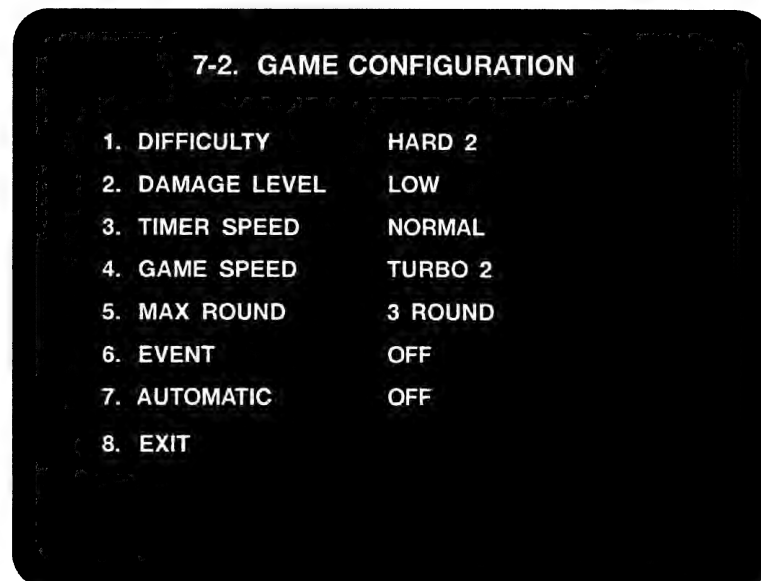 7-2. GAME CONFIGURATION
1. DIFFICULTY HARD 2
2. DAMAGE LEVEL LOW
3. TIMER SPEED NORMAL
4. GAME SPEED TURBO 2
5. MAX ROUND 3 ROUND
6. EVENT OFF
7. AUTOMATIC OFF
8. EXIT